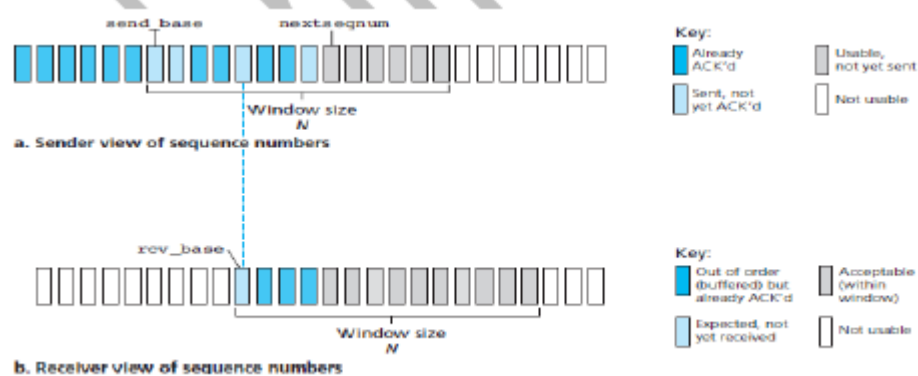 send_base nextseqnum
Window size
N
a. Sender view of sequence numbers
Key:
Already
ACK'd
Usable,
not yet sent
Sent, not
yet ACK'd
Not usable
rcv_base
Window size
N
b. Receiver view of sequence numbers
Key:
Out of order
(buffered) but
already ACK'd
Acceptable
(within
window)
Expected, not
yet received
Not usable